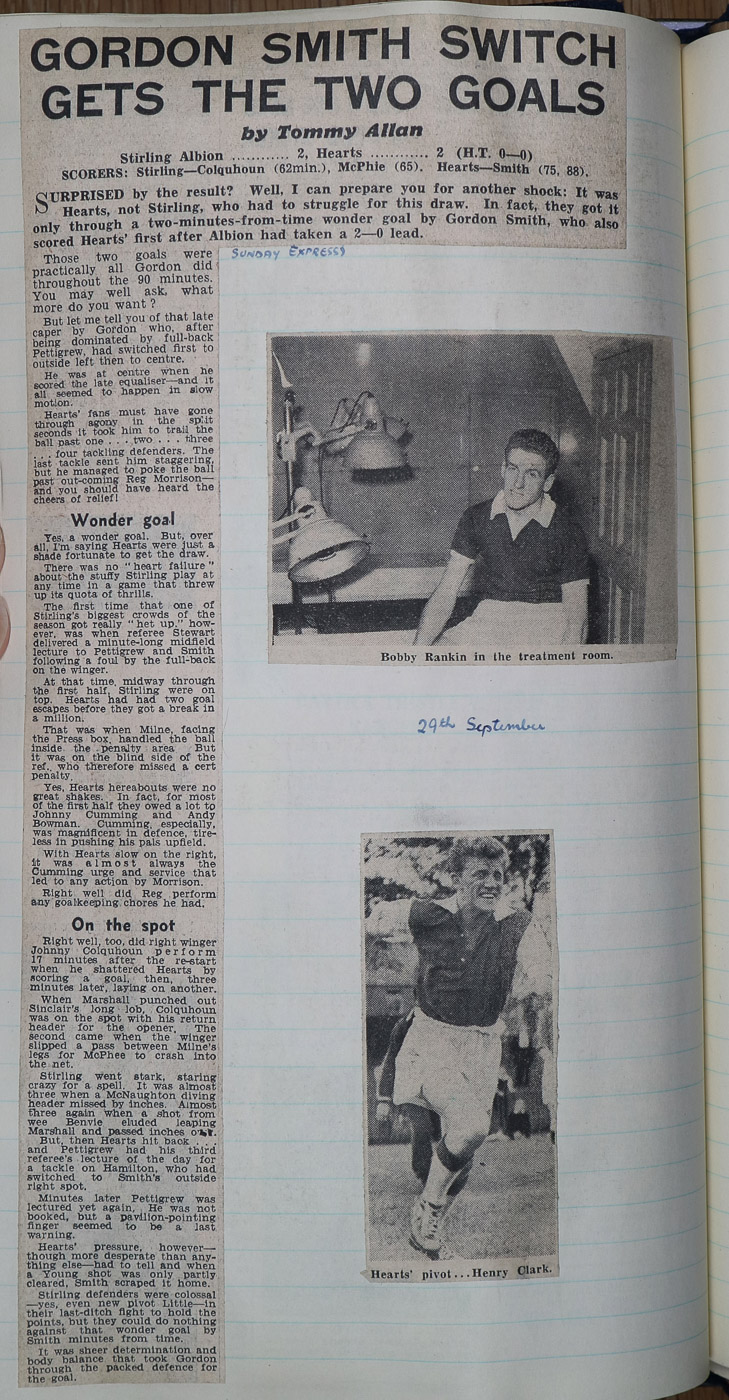 GORDON SMITH SWITCH
GETS THE TWO GOALS
by Tommy Allan
Stirling Albion ............ 2, Hearts ............ 2 (H.T. 0—0)
SCORERS: Stirling—Colquhoun (62min.), McPhie (65). Hearts—Smith (75, 88).
SURPRISED by the result? Well, I can prepare you for another shock: It was
Hearts, not Stirling, who had to struggle for this draw. In fact, they got it
only through a two-minutes-from-time wonder goal by Gordon Smith, who also
scored Hearts' first after Albion had taken a 2—0 lead.
SUNDAY EXPRESS
Those two goals were
practically all Gordon did
throughout the 90 minutes.
You may well ask, what
more do you want?
But let me tell you of that late
caper by Gordon who, after
being dominated by full-back
Pettigrew, had switched first to
outside left then to centre.
He was at centre when he
scored the late equaliser—and it
all seemed to happen in slow
motion.
Hearts' fans must have gone
through agony in the split
seconds it took him to trail the
ball past one . . . two . . . three
. . . four tackling defenders. The
last tackle sent him staggering,
but he managed to poke the ball
past out-coming Reg Morrison—
and you should have heard the
cheers of relief!
Wonder goal
Yes, a wonder goal. But, over
all, I'm saying Hearts were just a
shade fortunate to get the draw.
There was no "heart failure"
about the stuffy Stirling play at
any time in a game that threw
up its quota of thrills.
The first time that one of
Stirling's biggest crowds of the
season got really "het up," how-
ever, was when referee Stewart
delivered a minute-long midfield
lecture to Pettigrew and Smith
following a foul by the full-back
on the winger.
At that time, midway through
the first half, Stirling were on
top. Hearts had had two goal
escapes before they got a break in
a million.
That was when Milne, facing
the Press box, handled the ball
inside the penalty area. But
it was on the blind side of the
ref., who therefore missed a cert
penalty.
Yes, Hearts hereabouts were no
great shakes. In fact, for most
of the first half they owed a lot to
Johnny Cumming and Andy
Bowman. Cumming, especially,
was magnificent in defence, tire-
less in pushing his pals upfield.
With Hearts slow on the right,
it was almost always the
Cumming urge and service that
led to any action by Morrison.
Right well did Reg perform
any goalkeeping chores he had.
On the spot
Right well, too, did right winger
Johnny Colquhoun perform
17 minutes after the re-start
when he shattered Hearts by
scoring a goal, then, three
minutes later, laying on another.
When Marshall punched out
Sinclair's long lob, Colquhoun
was on the spot with his return
header for the opener. The
second came when the winger
slipped a pass between Milne's
legs for McPhee to crash into
the net.
Stirling went stark, staring
crazy for a spell. It was almost
three when a McNaughton diving
header missed by inches. Almost
three again when a shot from
wee Benvie eluded leaping
Marshall and passed inches out.
But, then Hearts hit back . . .
and Pettigrew had his third
referee's lecture of the day for
a tackle on Hamilton, who had
switched to Smith's outside
right spot.
Minutes later Pettigrew was
lectured yet again. He was not
booked, but a pavilion-pointing
finger seemed to be a last
warning.
Hearts' pressure, however—
though more desperate than any-
thing else—had to tell and when
a Young shot was only partly
cleared, Smith scraped it home.
Stirling defenders were colossal
—yes, even new pivot Little—in
their last-ditch fight to hold the
points, but they could do nothing
against that wonder goal by
Smith minutes from time.
It was sheer determination and
body balance that took Gordon
through the packed defence for
the goal.
Bobby Rankin in the treatment room.
29th September
Hearts' pivot...Henry Clark.